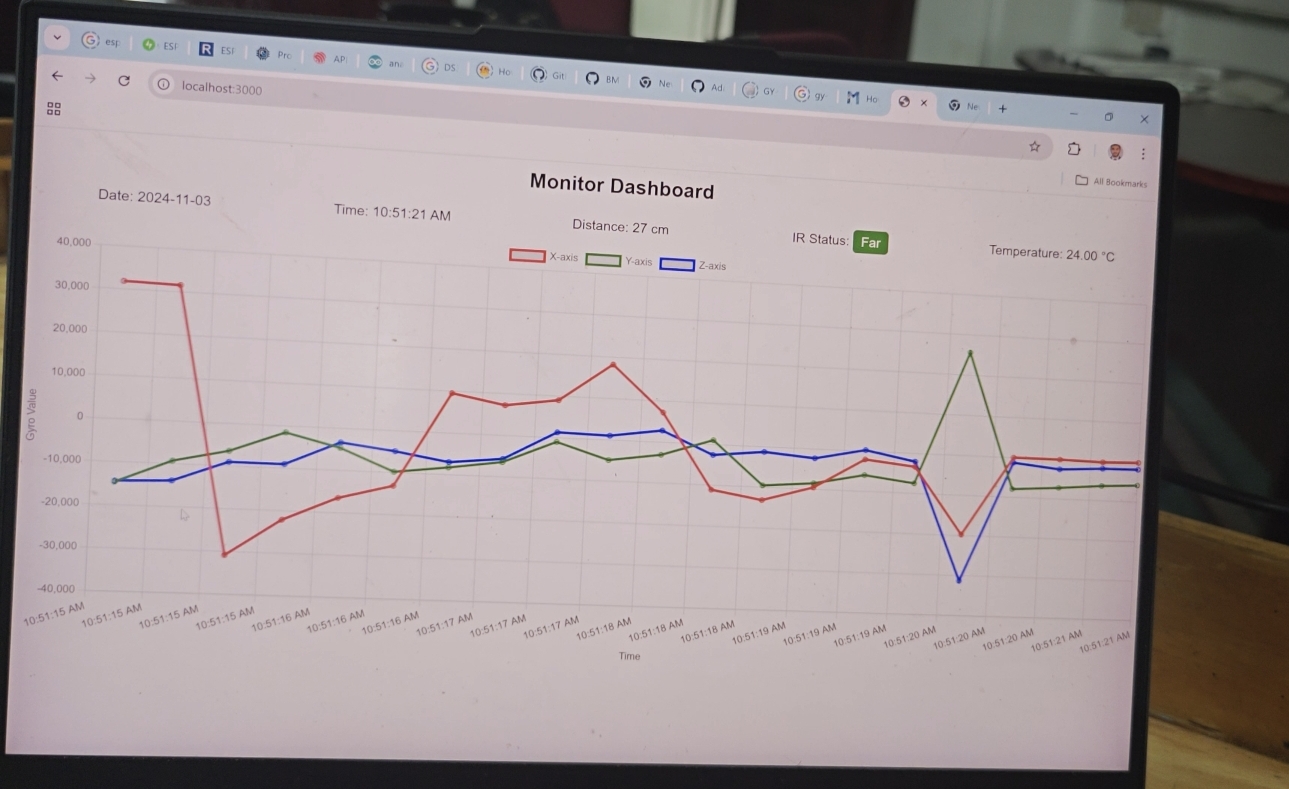 esp ESF ESF Prc API DS Ho Git BM Ne Ad GY gy Ho Ne
localhost:3000
All Bookmarks
Monitor Dashboard
Date: 2024-11-03 Time: 10:51:21 AM Distance: 27 cm IR Status: Far Temperature: 24.00 °C
X-axis Y-axis Z-axis
40,000
30,000
20,000
10,000
0
-10,000
-20,000
-30,000
-40,000
Gyro Value
10:51:15 AM 10:51:15 AM 10:51:15 AM 10:51:15 AM 10:51:16 AM 10:51:16 AM 10:51:16 AM 10:51:17 AM 10:51:17 AM 10:51:17 AM 10:51:18 AM 10:51:18 AM 10:51:18 AM 10:51:19 AM 10:51:19 AM 10:51:19 AM 10:51:20 AM 10:51:20 AM 10:51:20 AM 10:51:21 AM 10:51:21 AM
Time